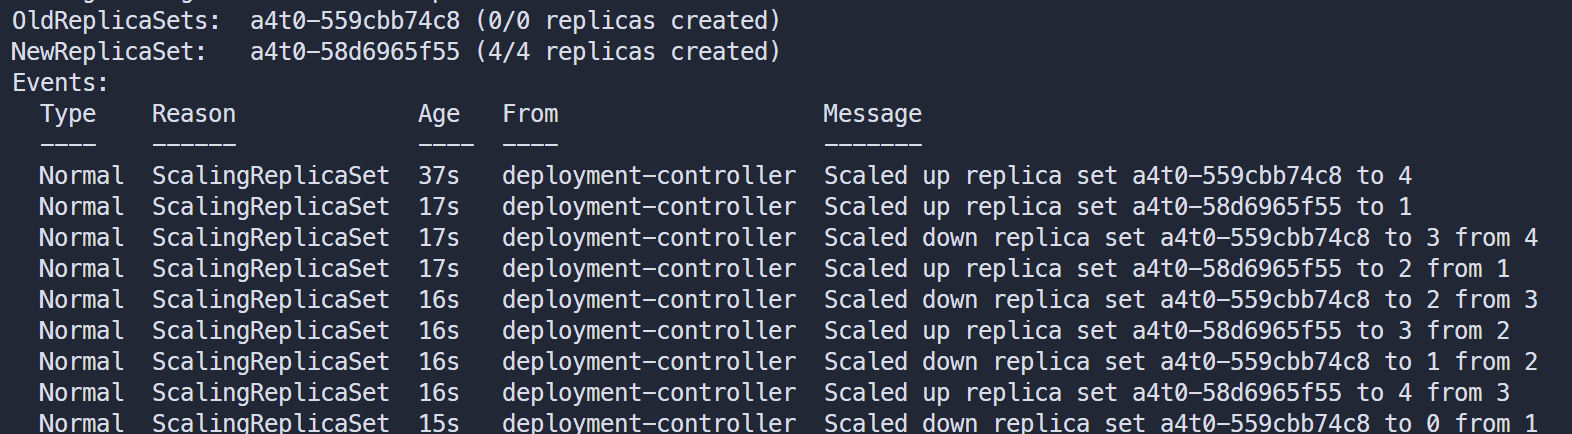 OldReplicaSets:  a4t0-559cbb74c8 (0/0 replicas created)
NewReplicaSet:   a4t0-58d6965f55 (4/4 replicas created)
Events:
  Type    Reason             Age   From                   Message
  ----    ------             ----  ----                   -------
  Normal  ScalingReplicaSet  37s   deployment-controller  Scaled up replica set a4t0-559cbb74c8 to 4
  Normal  ScalingReplicaSet  17s   deployment-controller  Scaled up replica set a4t0-58d6965f55 to 1
  Normal  ScalingReplicaSet  17s   deployment-controller  Scaled down replica set a4t0-559cbb74c8 to 3 from 4
  Normal  ScalingReplicaSet  17s   deployment-controller  Scaled up replica set a4t0-58d6965f55 to 2 from 1
  Normal  ScalingReplicaSet  16s   deployment-controller  Scaled down replica set a4t0-559cbb74c8 to 2 from 3
  Normal  ScalingReplicaSet  16s   deployment-controller  Scaled up replica set a4t0-58d6965f55 to 3 from 2
  Normal  ScalingReplicaSet  16s   deployment-controller  Scaled down replica set a4t0-559cbb74c8 to 1 from 2
  Normal  ScalingReplicaSet  16s   deployment-controller  Scaled up replica set a4t0-58d6965f55 to 4 from 3
  Normal  ScalingReplicaSet  15s   deployment-controller  Scaled down replica set a4t0-559cbb74c8 to 0 from 1